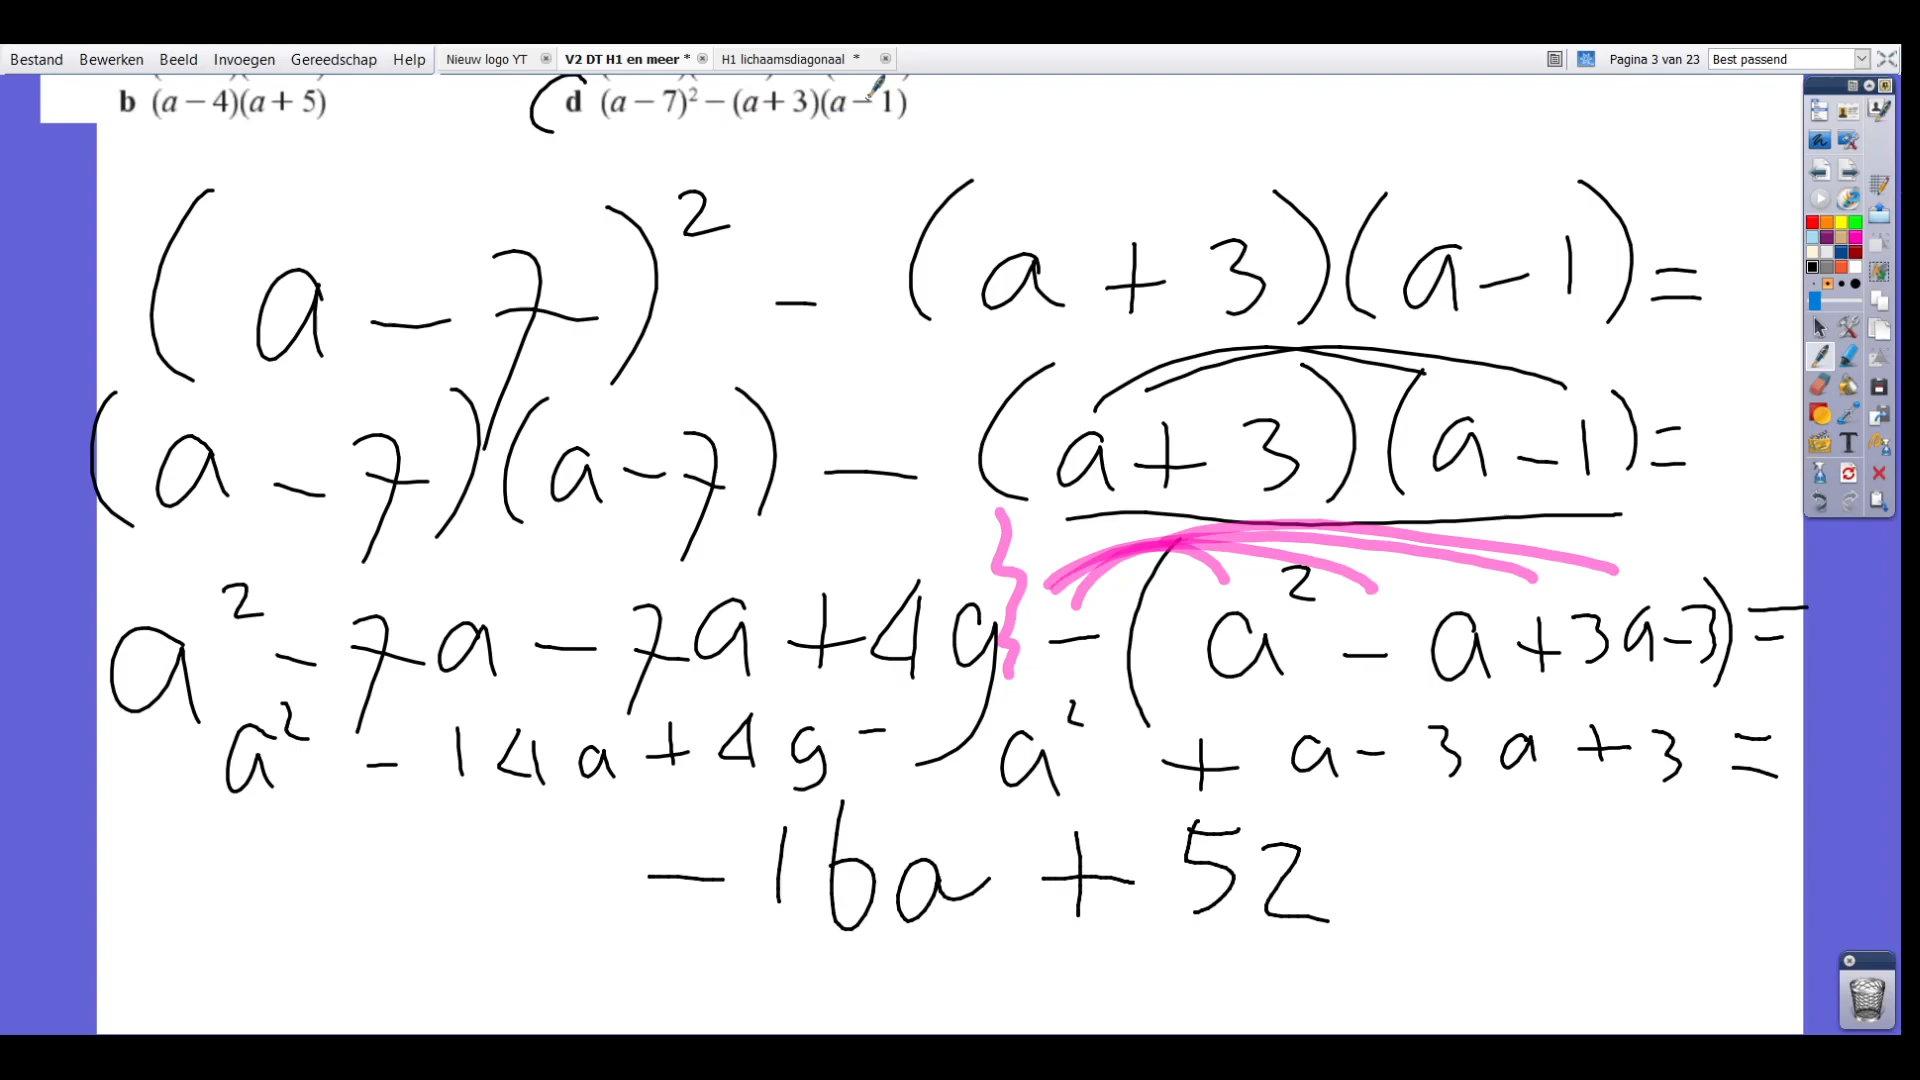 Bestand Bewerken Beeld Invoegen Gereedschap Help Nieuw logo YT V2 DT H1 en meer * H1 lichaamsdiagonaal * Pagina 3 van 23 Best passend
b (a − 4)(a + 5) d (a − 7)² − (a + 3)(a − 1)
(a − 7)² − (a + 3)(a − 1) =
(a − 7)(a − 7) − (a + 3)(a − 1) =
a² − 7a − 7a + 49 − (a² − a + 3a − 3) =
a² − 14a + 49 − a² + a − 3a + 3 =
− 16a + 52